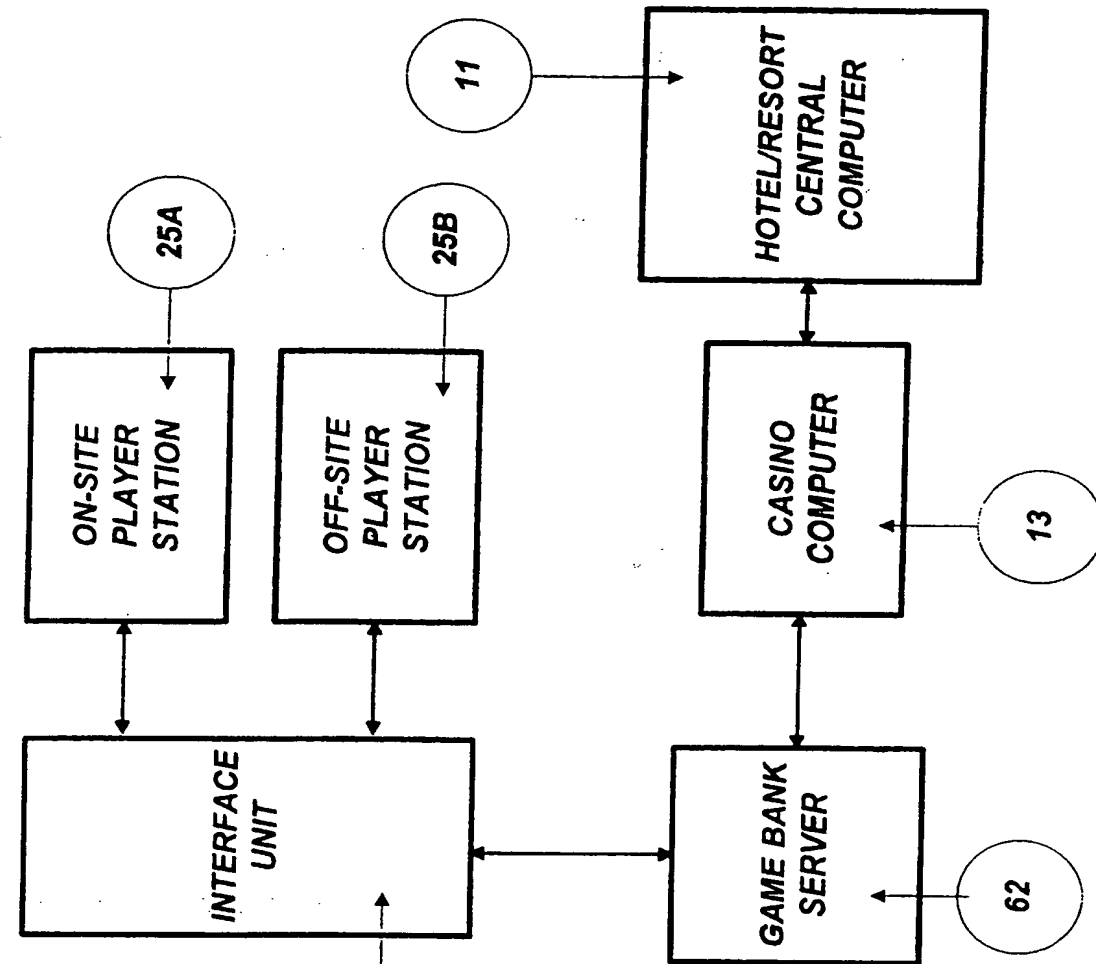 11
HOTEL/RESORT
CENTRAL
COMPUTER
25A
25B
ON-SITE
PLAYER
STATION
OFF-SITE
PLAYER
STATION
CASINO
COMPUTER
13
INTERFACE
UNIT
GAME BANK
SERVER
62